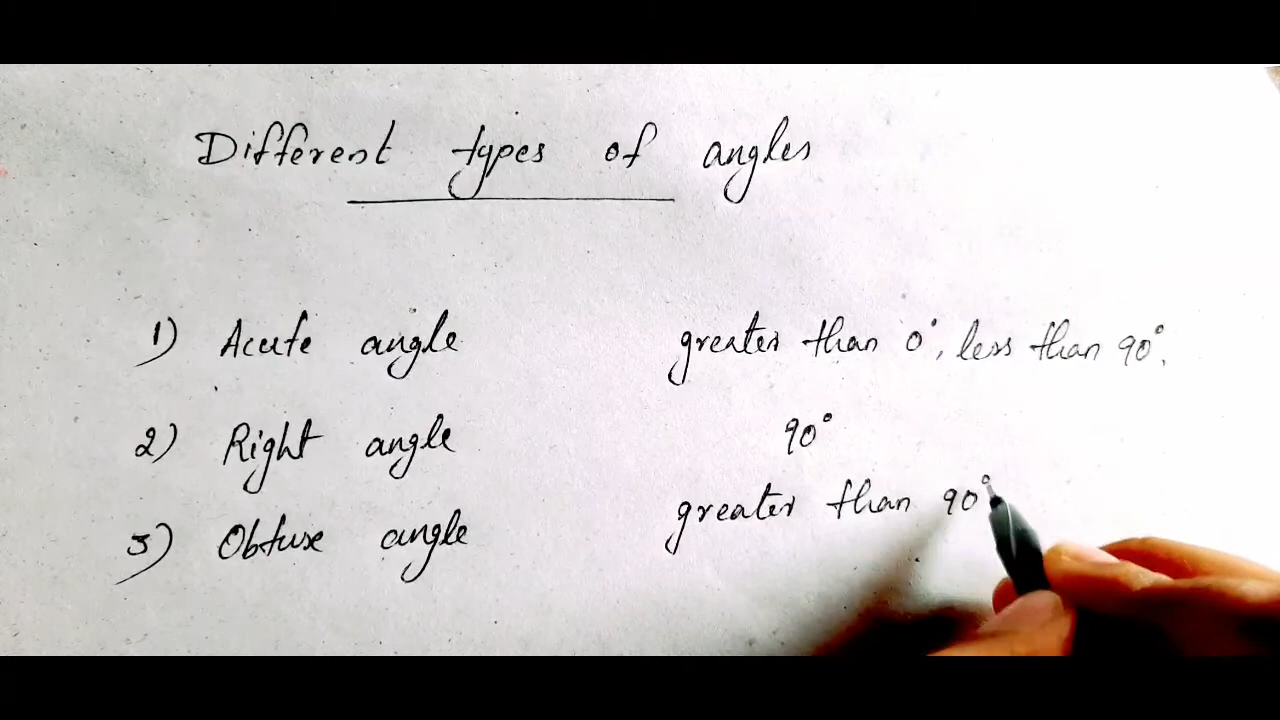 Different types of angles
1) Acute angle greater than 0°, less than 90°.
2) Right angle 90°
3) Obtuse angle greater than 90°